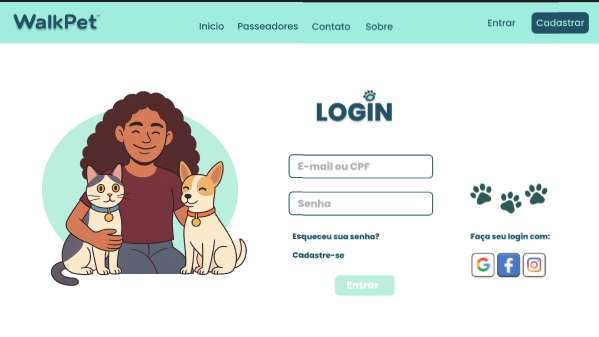 WalkPet
Inicio Passeadores Contato Sobre Entrar Cadastrar
LOGIN
E-mail ou CPF
Senha
Esqueceu sua senha? Faça seu login com:
Cadastre-se
Entrar